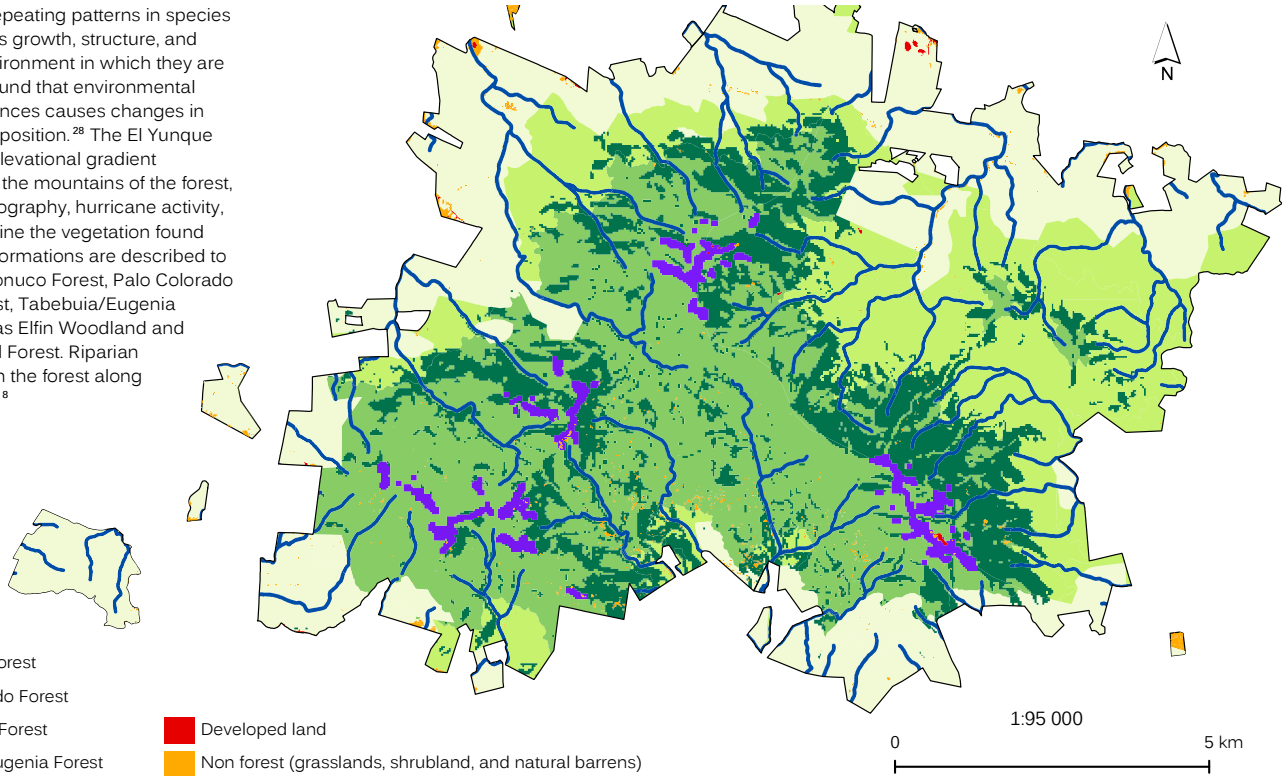 epeating patterns in species
s growth, structure, and
vironment in which they are
und that environmental
nces causes changes in
position.²⁸ The El Yunque
levational gradient
the mountains of the forest,
ography, hurricane activity,
ine the vegetation found
ormations are described to
onuco Forest, Palo Colorado
st, Tabebuia/Eugenia
as Elfin Woodland and
d Forest. Riparian
n the forest along
⁸
N
orest
do Forest
Forest
ugenia Forest
Developed land
Non forest (grasslands, shrubland, and natural barrens)
1:95 000
0 5 km